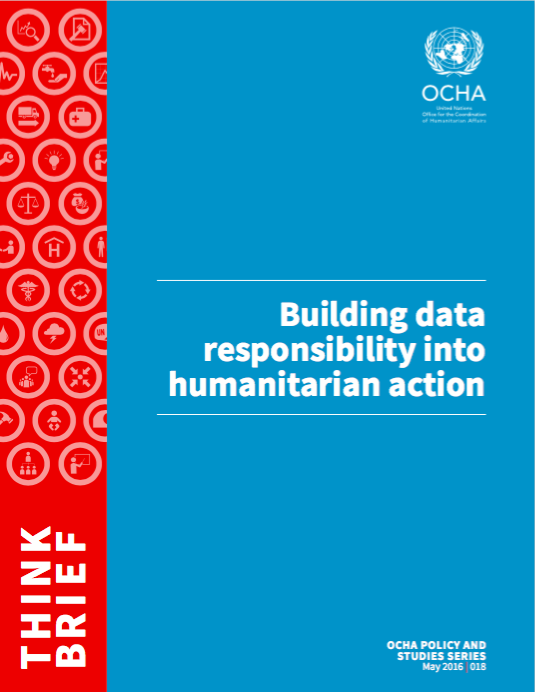 OCHA
United Nations
Office for the Coordination
of Humanitarian Affairs
Building data
responsibility into
humanitarian action
THINK
BRIEF
UN
OCHA POLICY AND
STUDIES SERIES
May 2016 | 018